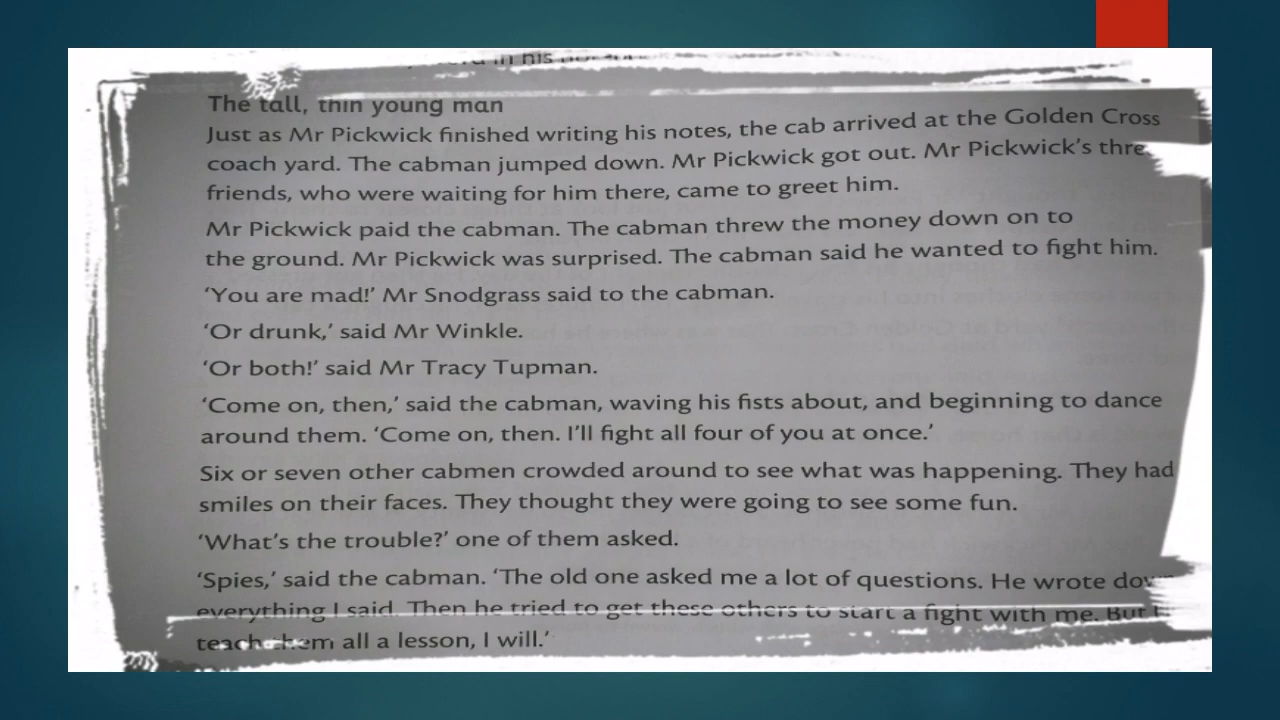 in his
The tall, thin young man
Just as Mr Pickwick finished writing his notes, the cab arrived at the Golden Cross
coach yard. The cabman jumped down. Mr Pickwick got out. Mr Pickwick's thre
friends, who were waiting for him there, came to greet him.
Mr Pickwick paid the cabman. The cabman threw the money down on to
the ground. Mr Pickwick was surprised. The cabman said he wanted to fight him.
‘You are mad!’ Mr Snodgrass said to the cabman.
‘Or drunk,’ said Mr Winkle.
‘Or both!’ said Mr Tracy Tupman.
‘Come on, then,’ said the cabman, waving his fists about, and beginning to dance
around them. ‘Come on, then. I’ll fight all four of you at once.’
Six or seven other cabmen crowded around to see what was happening. They had
smiles on their faces. They thought they were going to see some fun.
‘What’s the trouble?’ one of them asked.
‘Spies,’ said the cabman. ‘The old one asked me a lot of questions. He wrote dow
everything I said. Then he tried to get these others to start a fight with me. But
teach them all a lesson, I will.’